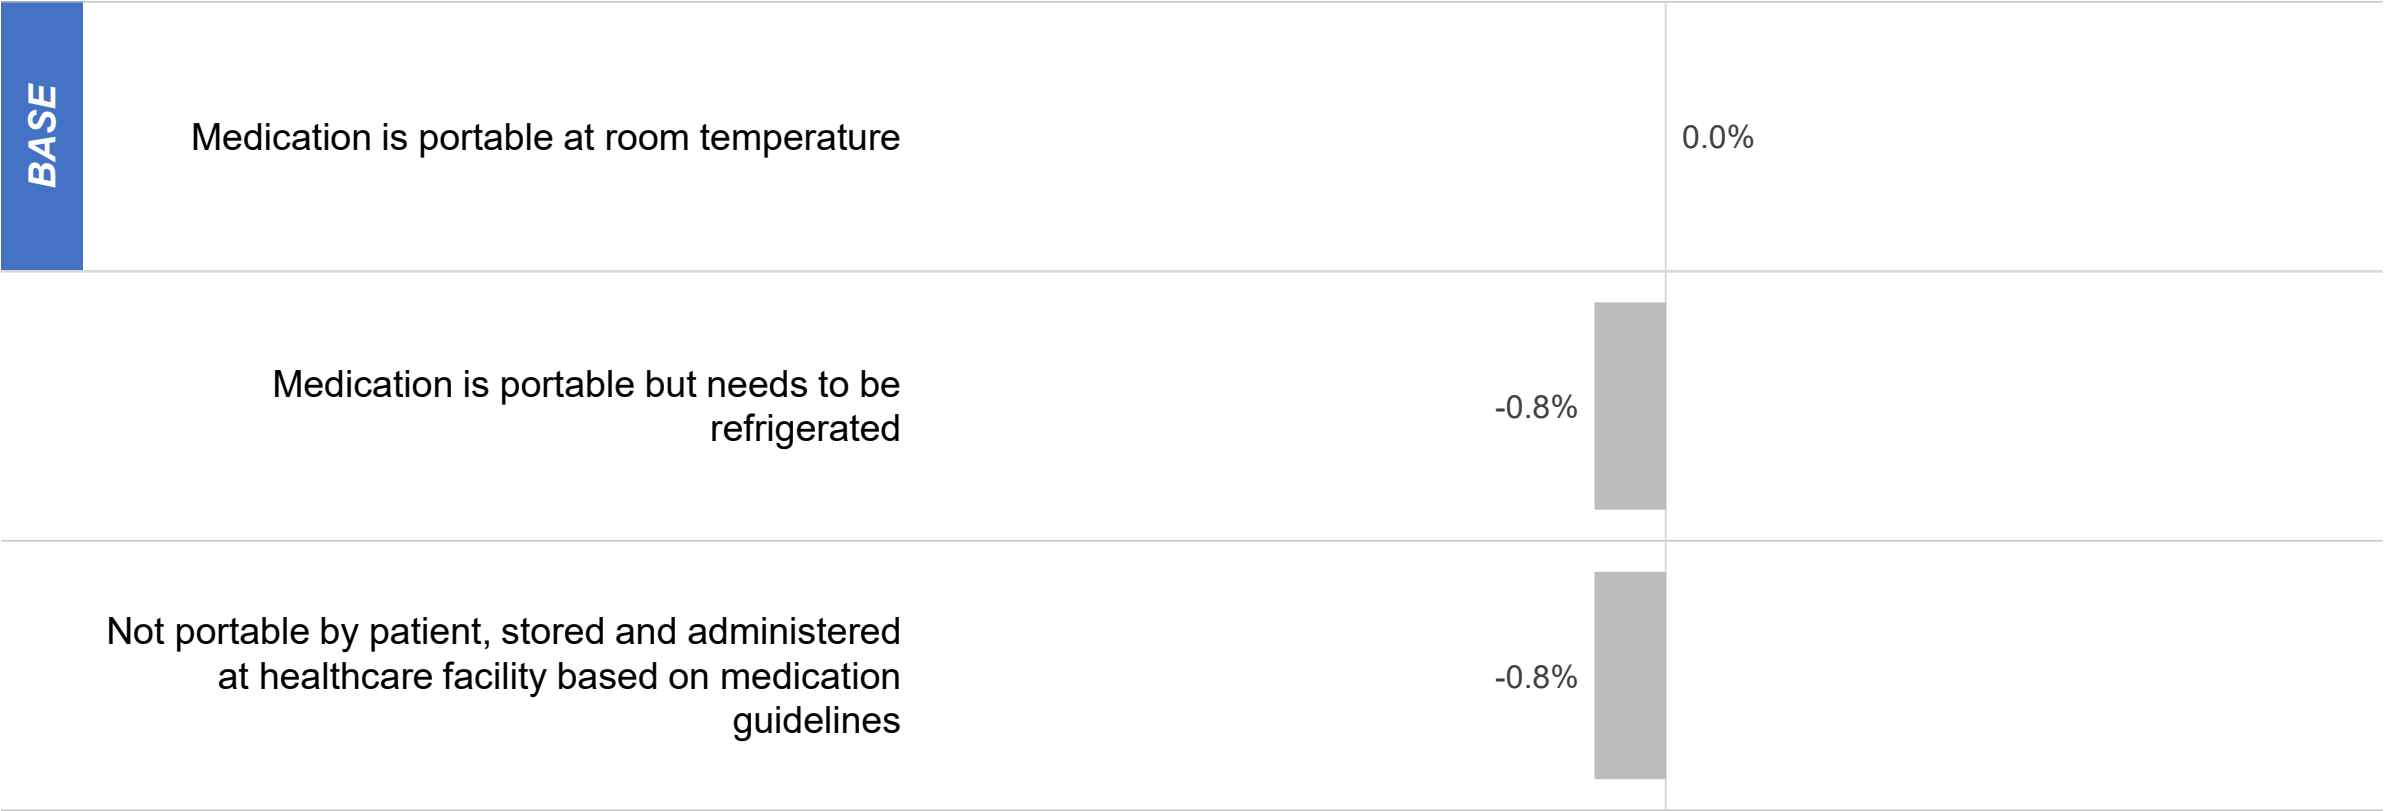 BASE
Medication is portable at room temperature
0.0%
Medication is portable but needs to be
refrigerated
-0.8%
Not portable by patient, stored and administered
at healthcare facility based on medication
guidelines
-0.8%